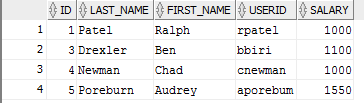 ID LAST_NAME FIRST_NAME USERID SALARY
1 1 Patel Ralph rpatel 1000
2 3 Drexler Ben bbiri 1100
3 4 Newman Chad cnewman 1000
4 5 Poreburn Audrey aporebum 1550